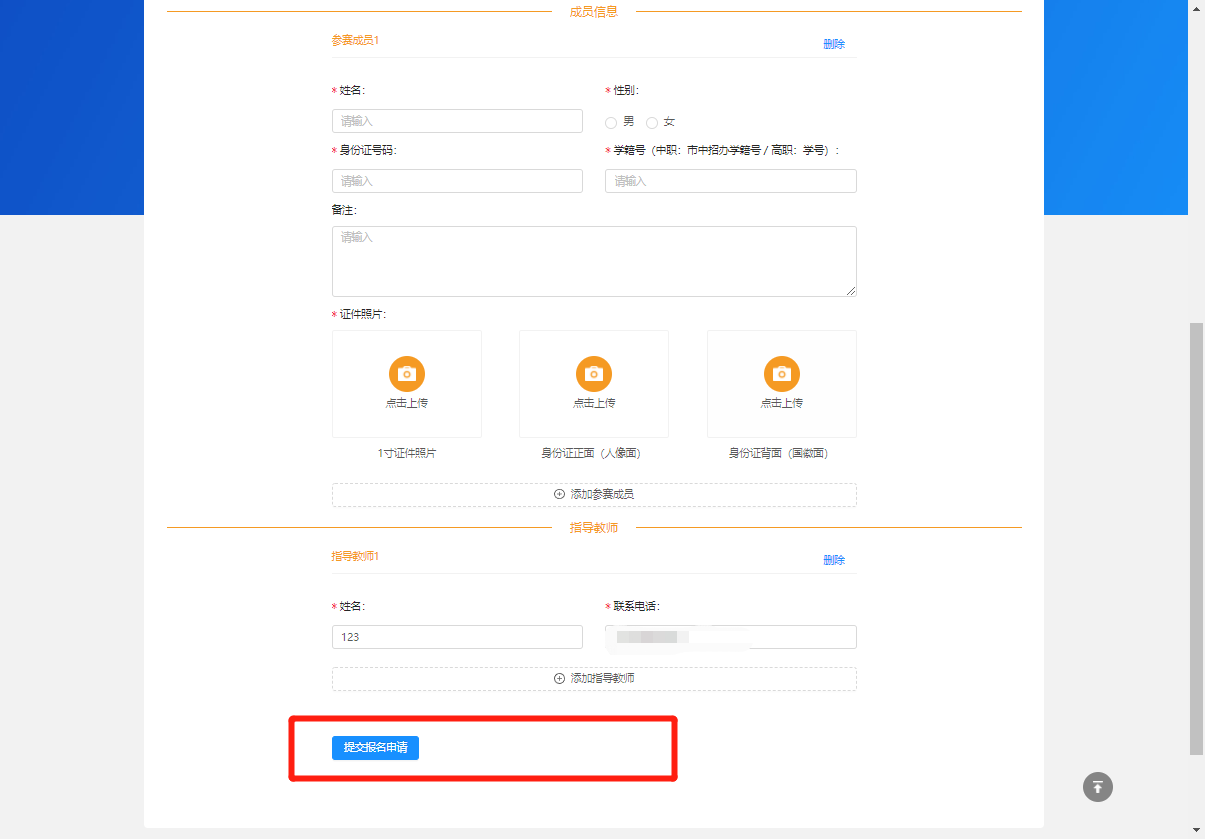 成员信息
参赛成员1 删除
* 姓名: * 性别:
请输入 男 女
* 身份证号码: * 学籍号（中职：市中招办学籍号 / 高职：学号）:
请输入 请输入
备注:
请输入
* 证件照片:
点击上传 点击上传 点击上传
1寸证件照片 身份证正面（人像面） 身份证背面（国徽面）
添加参赛成员
指导教师
指导教师1 删除
* 姓名: * 联系电话:
123
添加指导教师
提交报名申请